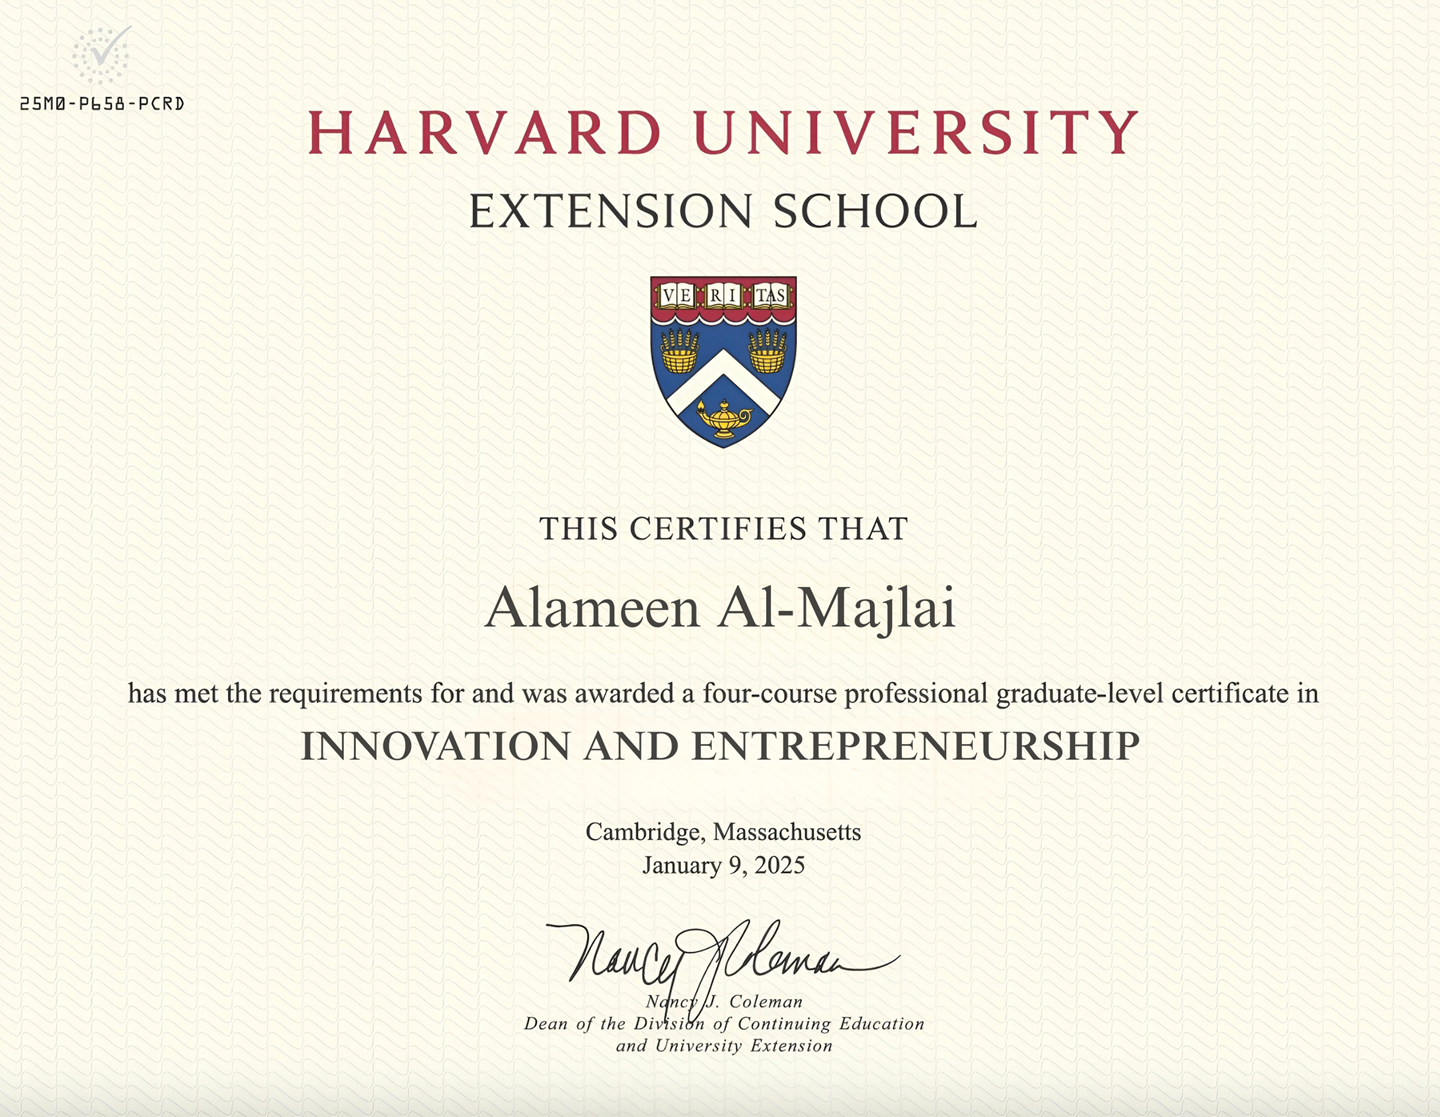 25M0-P658-PCRD
HARVARD UNIVERSITY
EXTENSION SCHOOL
VE RI TAS
THIS CERTIFIES THAT
Alameen Al-Majlai
has met the requirements for and was awarded a four-course professional graduate-level certificate in
INNOVATION AND ENTREPRENEURSHIP
Cambridge, Massachusetts
January 9, 2025
Nancy J Coleman
Nancy J. Coleman
Dean of the Division of Continuing Education
and University Extension